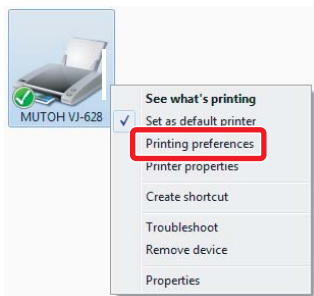 MUTOH VJ-628
See what's printing
Set as default printer
Printing preferences
Printer properties
Create shortcut
Troubleshoot
Remove device
Properties